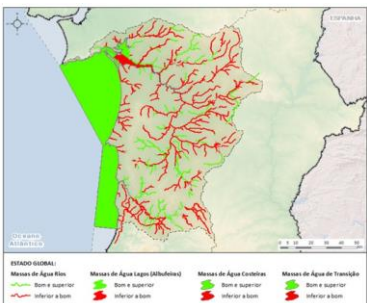 ESPANHA
Oceano
Atlântico
ESTADO GLOBAL:
Massas de Água Rios
Massas de Água Lagos (Albufeiras)
Massas de Água Costeiras
Massas de Água de Transição
Bom e superior
Bom e superior
Bom e superior
Bom e superior
Inferior a bom
Inferior a bom
Inferior a bom
Inferior a bom